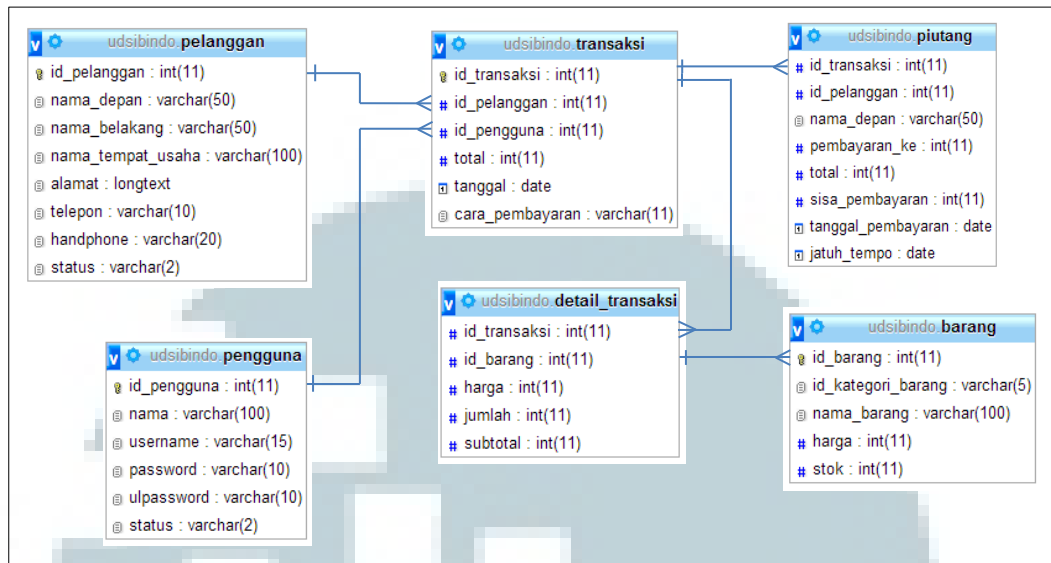 udsibindo.pelanggan
id_pelanggan : int(11)
nama_depan : varchar(50)
nama_belakang : varchar(50)
nama_tempat_usaha : varchar(100)
alamat : longtext
telepon : varchar(10)
handphone : varchar(20)
status : varchar(2)
udsibindo.transaksi
id_transaksi : int(11)
id_pelanggan : int(11)
id_pengguna : int(11)
total : int(11)
tanggal : date
cara_pembayaran : varchar(11)
udsibindo.piutang
id_transaksi : int(11)
id_pelanggan : int(11)
nama_depan : varchar(50)
pembayaran_ke : int(11)
total : int(11)
sisa_pembayaran : int(11)
tanggal_pembayaran : date
jatuh_tempo : date
udsibindo.pengguna
id_pengguna : int(11)
nama : varchar(100)
username : varchar(15)
password : varchar(10)
ulpassword : varchar(10)
status : varchar(2)
udsibindo.detail_transaksi
id_transaksi : int(11)
id_barang : int(11)
harga : int(11)
jumlah : int(11)
subtotal : int(11)
udsibindo.barang
id_barang : int(11)
id_kategori_barang : varchar(5)
nama_barang : varchar(100)
harga : int(11)
stok : int(11)